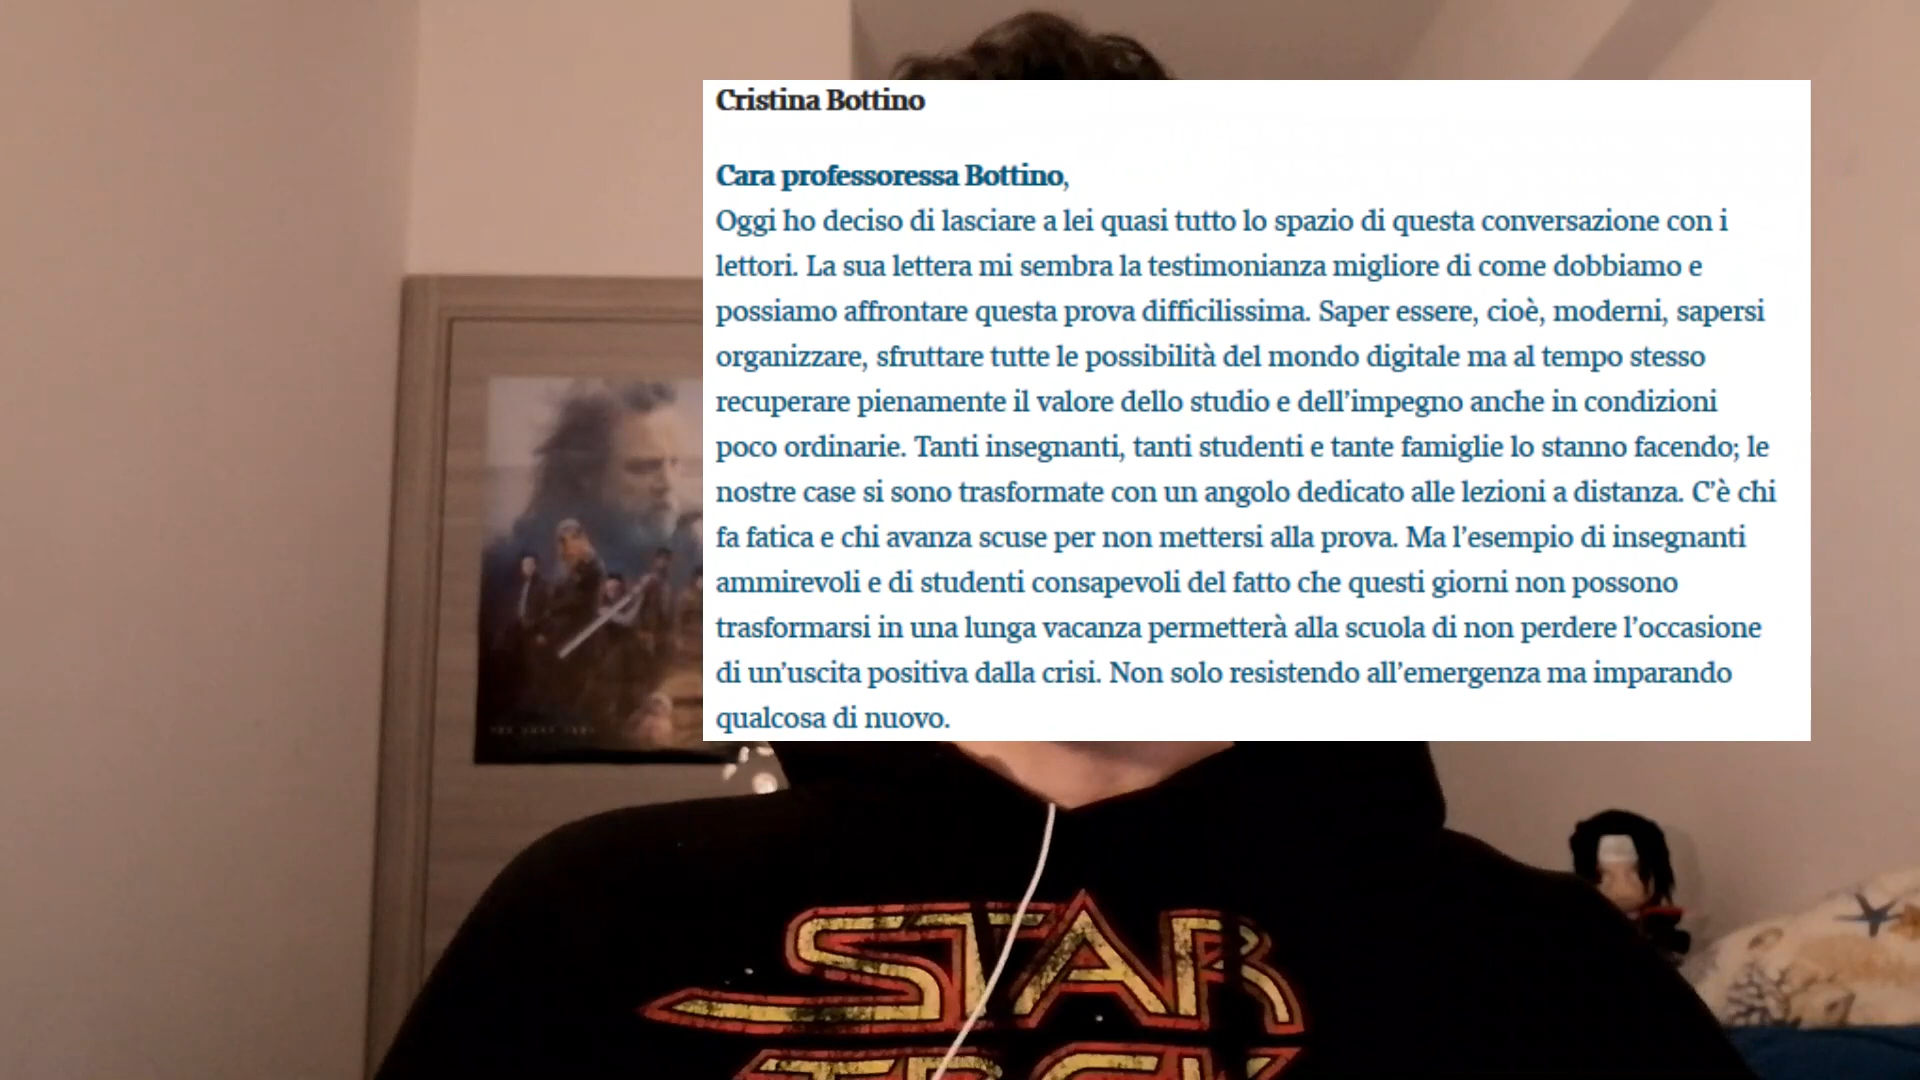 Cristina Bottino
Cara professoressa Bottino,
Oggi ho deciso di lasciare a lei quasi tutto lo spazio di questa conversazione con i
lettori. La sua lettera mi sembra la testimonianza migliore di come dobbiamo e
possiamo affrontare questa prova difficilissima. Saper essere, cioè, moderni, sapersi
organizzare, sfruttare tutte le possibilità del mondo digitale ma al tempo stesso
recuperare pienamente il valore dello studio e dell’impegno anche in condizioni
poco ordinarie. Tanti insegnanti, tanti studenti e tante famiglie lo stanno facendo; le
nostre case si sono trasformate con un angolo dedicato alle lezioni a distanza. C’è chi
fa fatica e chi avanza scuse per non mettersi alla prova. Ma l’esempio di insegnanti
ammirevoli e di studenti consapevoli del fatto che questi giorni non possono
trasformarsi in una lunga vacanza permetterà alla scuola di non perdere l’occasione
di un’uscita positiva dalla crisi. Non solo resistendo all’emergenza ma imparando
qualcosa di nuovo.
STAR
TREK